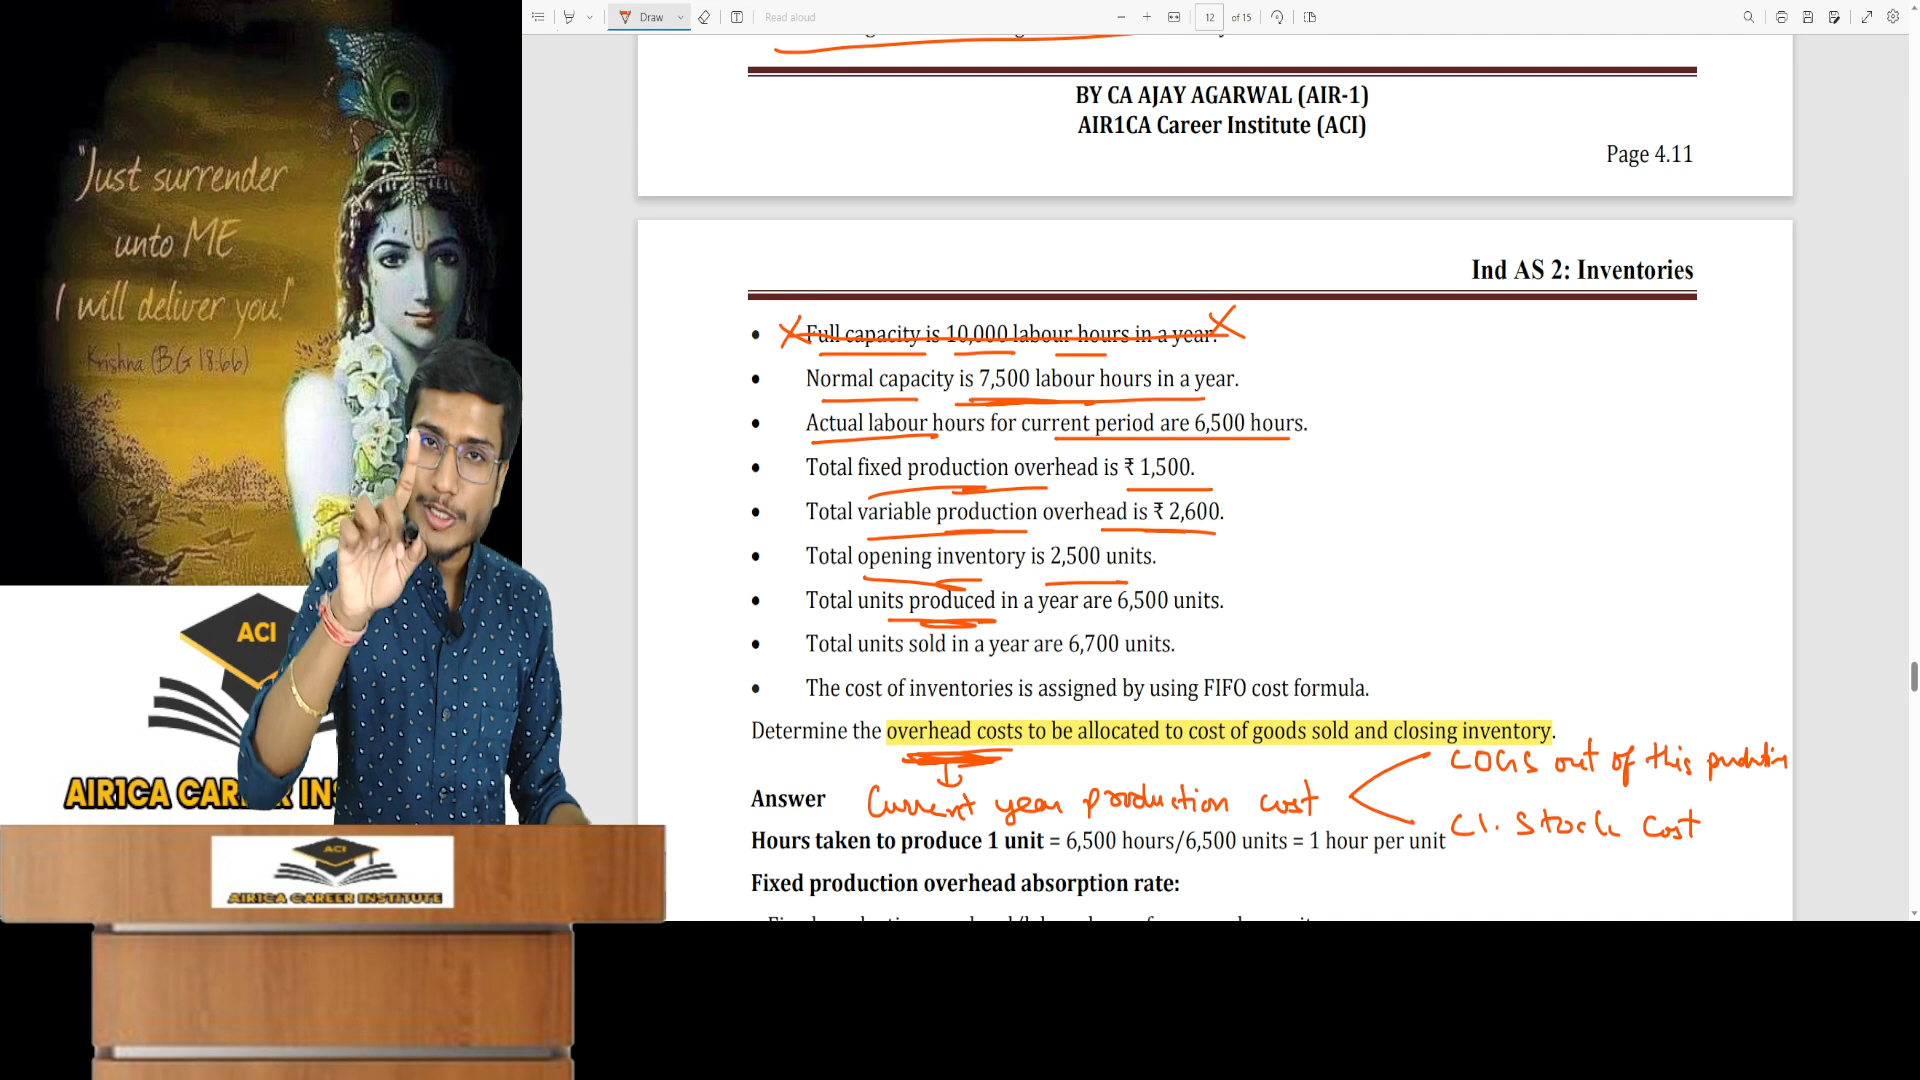 Draw
Read aloud
12 of 15
BY CA AJAY AGARWAL (AIR-1)
AIR1CA Career Institute (ACI)
Page 4.11
"Just surrender
unto ME
I will deliver you!"
-Krishna (B.G 18.66)
Ind AS 2: Inventories
• Full capacity is 10,000 labour hours in a year.
• Normal capacity is 7,500 labour hours in a year.
• Actual labour hours for current period are 6,500 hours.
• Total fixed production overhead is ₹ 1,500.
• Total variable production overhead is ₹ 2,600.
• Total opening inventory is 2,500 units.
• Total units produced in a year are 6,500 units.
• Total units sold in a year are 6,700 units.
• The cost of inventories is assigned by using FIFO cost formula.
Determine the overhead costs to be allocated to cost of goods sold and closing inventory.
COGS out of this production
Answer
Current year production cost
Cl. Stock Cost
Hours taken to produce 1 unit = 6,500 hours/6,500 units = 1 hour per unit
Fixed production overhead absorption rate:
ACI
AIR1CA CAR
IN
ACI
AIR1CA CAREER INSTITUTE